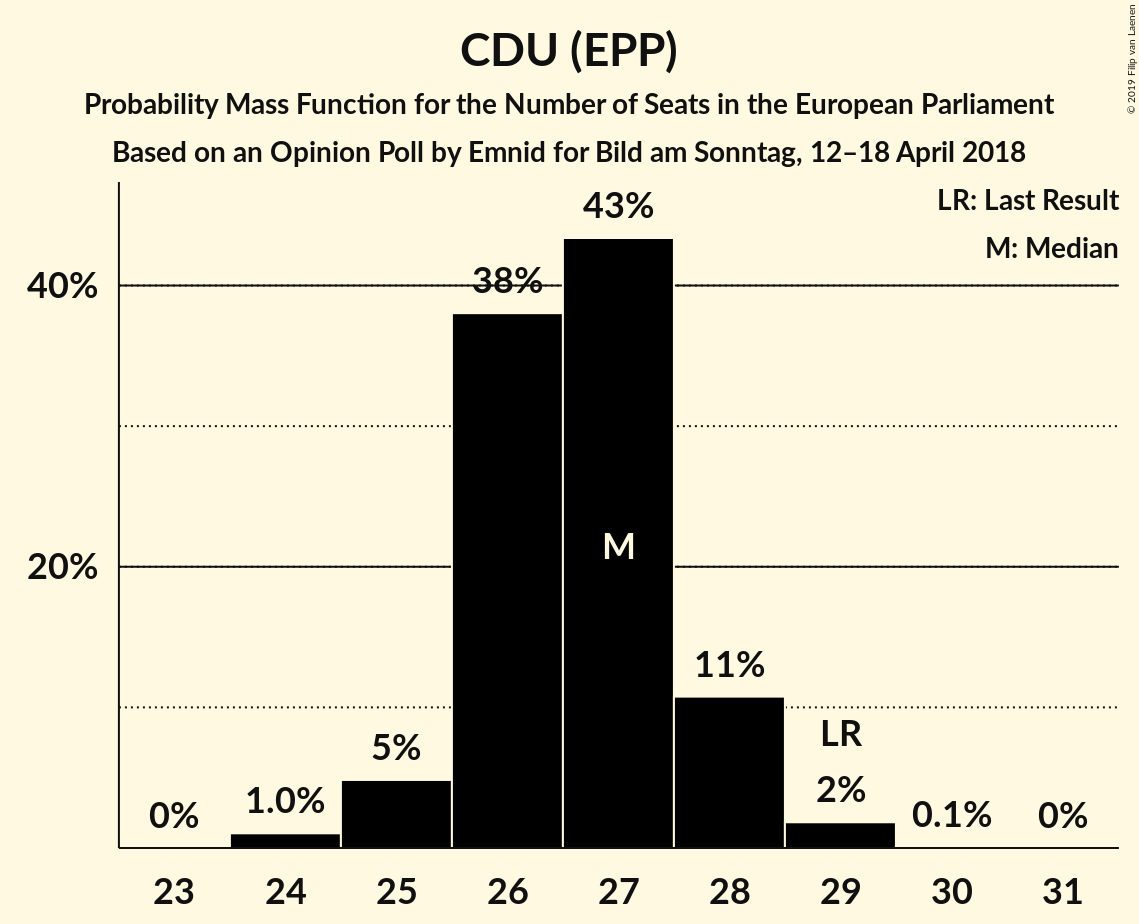 CDU (EPP)
Probability Mass Function for the Number of Seats in the European Parliament
Based on an Opinion Poll by Emnid for Bild am Sonntag, 12–18 April 2018
© 2019 Filip van Laenen
LR: Last Result
M: Median
40%
20%
0%
1.0%
5%
38%
43%
M
11%
LR
2%
0.1%
0%
23 24 25 26 27 28 29 30 31